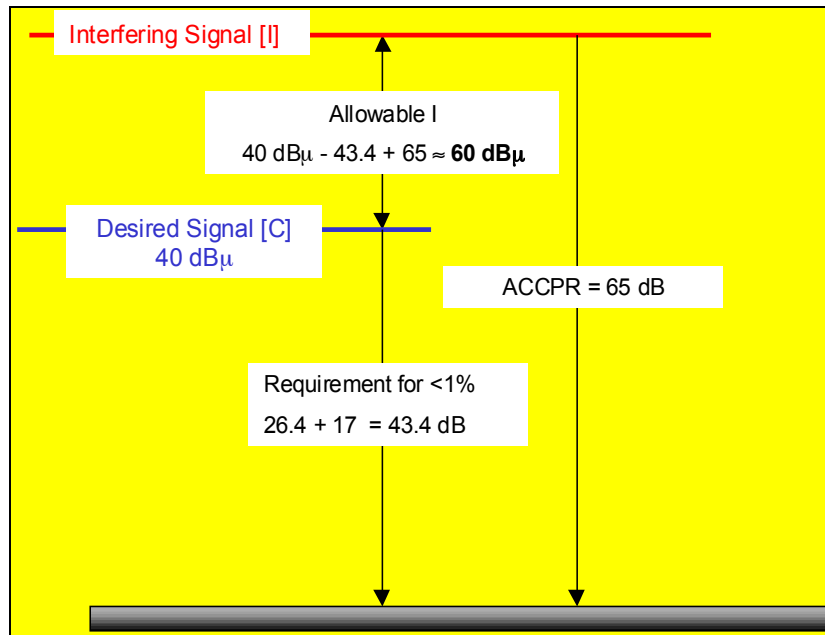 Interfering Signal [I]
Allowable I
40 dBμ - 43.4 + 65 ≈ 60 dBμ
Desired Signal [C]
40 dBμ
ACCPR = 65 dB
Requirement for <1%
26.4 + 17  = 43.4 dB